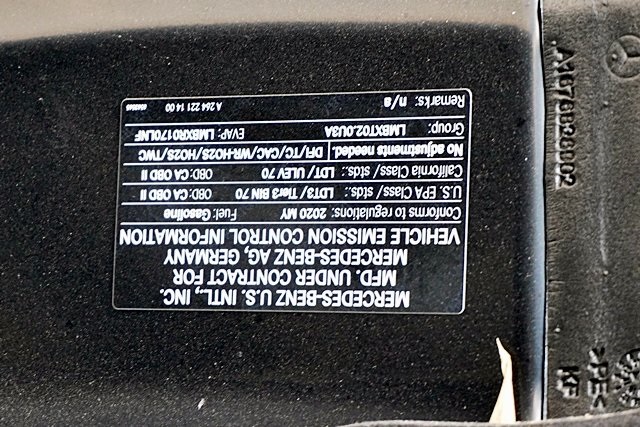 MERCEDES-BENZ U.S. INTL., INC.
MFD. UNDER CONTRACT FOR
MERCEDES-BENZ AG, GERMANY
VEHICLE EMISSION CONTROL INFORMATION
Conforms to regulations: 2020 MY Fuel: Gasoline
U.S. EPA Class/ stds.: LDT3/ Tier3 BIN 70 OBD: CA OBD II
California Class/ stds.: LDT/ ULEV 70 OBD: CA OBD II
No adjustments needed. DFI/TC/CAC/WR-HO2S/HO2S/TWC
Group: LMBXT02.0U3A EVAP: LMBXR0170LNF
Remarks: n/a A 264 221 14 00
>PE<
KF